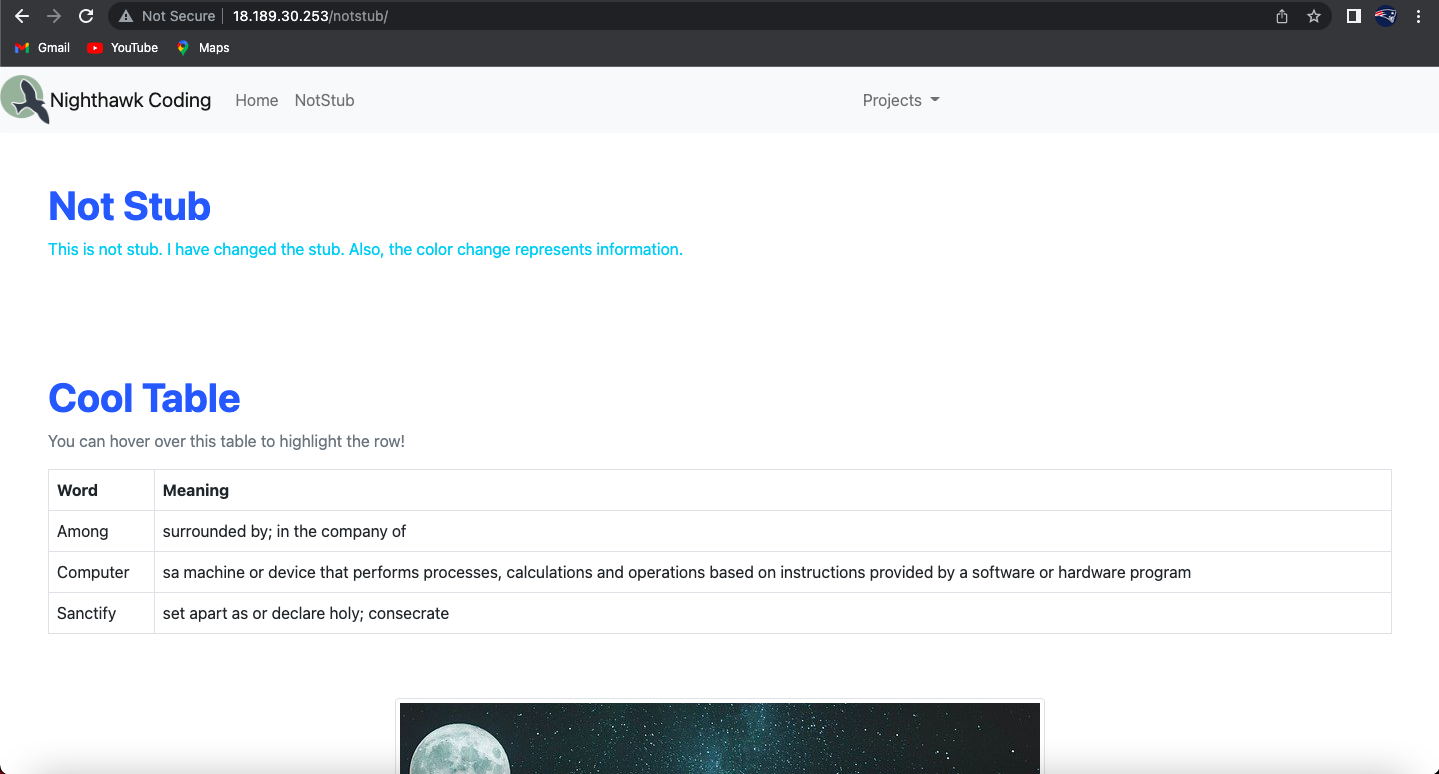 Not Secure 18.189.30.253/notstub/
Gmail YouTube Maps
Nighthawk Coding Home NotStub Projects
Not Stub
This is not stub. I have changed the stub. Also, the color change represents information.
Cool Table
You can hover over this table to highlight the row!
Word Meaning
Among surrounded by; in the company of
Computer sa machine or device that performs processes, calculations and operations based on instructions provided by a software or hardware program
Sanctify set apart as or declare holy; consecrate